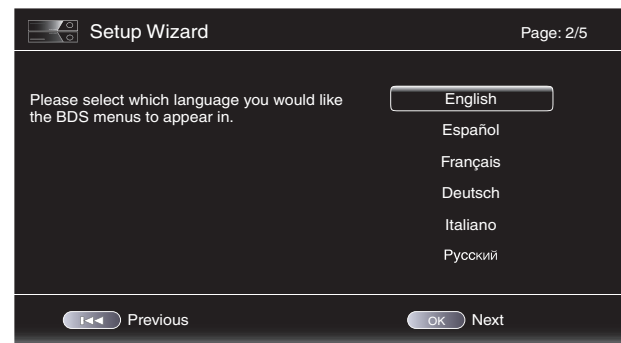 Setup Wizard
Page: 2/5
Please select which language you would like
the BDS menus to appear in.
English
Español
Français
Deutsch
Italiano
Русский
Previous
OK Next